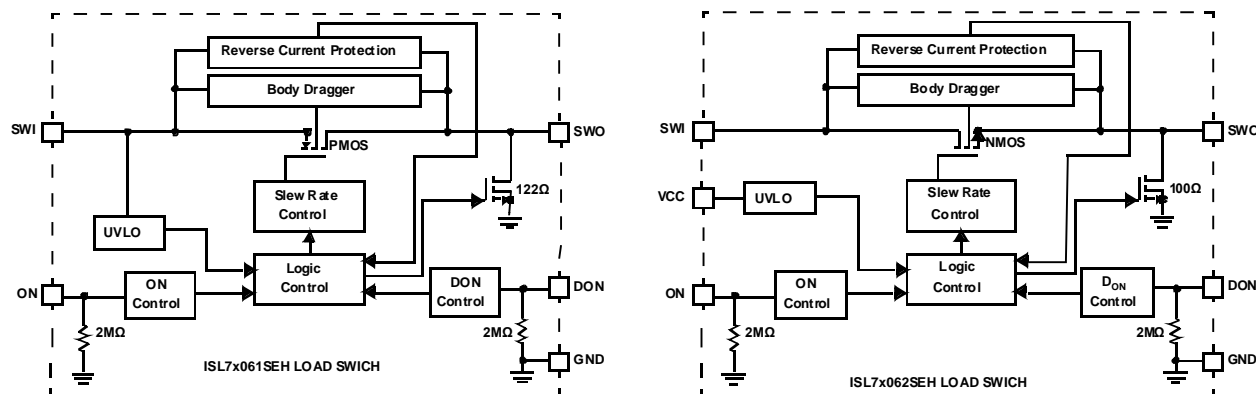 Reverse Current Protection
Body Dragger
SWI
SWO
PMOS
Slew Rate
Control
122Ω
UVLO
Logic
Control
ON
ON
Control
DON
Control
DON
2MΩ
2MΩ
GND
ISL7x061SEH LOAD SWICH
Reverse Current Protection
Body Dragger
SWI
SWO
NMOS
VCC
UVLO
Slew Rate
Control
100Ω
Logic
Control
ON
ON
Control
DON
Control
DON
2MΩ
2MΩ
GND
ISL7x062SEH LOAD SWICH